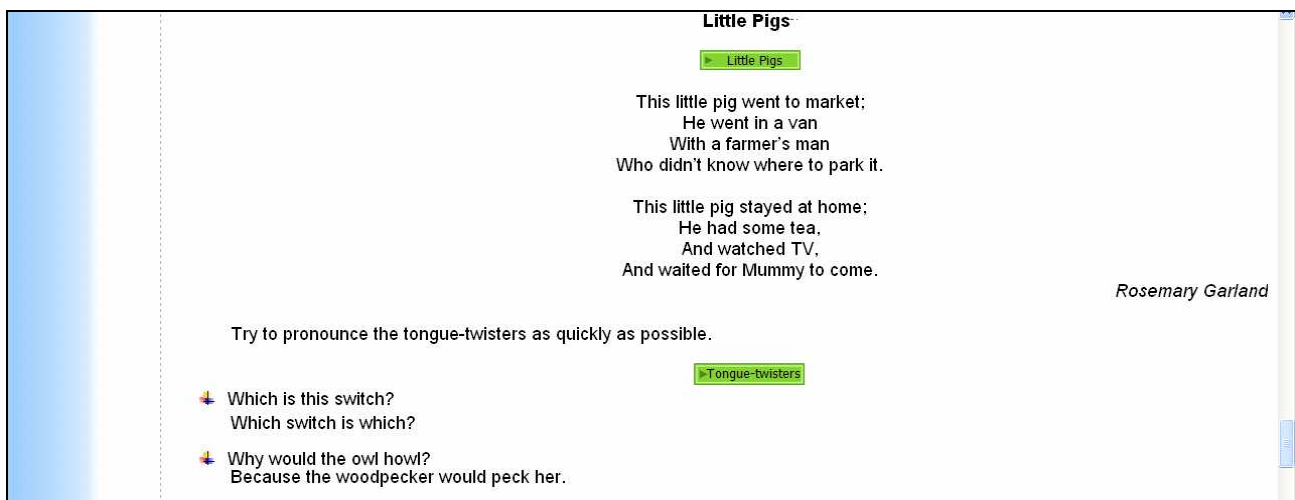 Little Pigs
Little Pigs
This little pig went to market;
He went in a van
With a farmer's man
Who didn't know where to park it.
This little pig stayed at home;
He had some tea,
And watched TV,
And waited for Mummy to come.
Rosemary Garland
Try to pronounce the tongue-twisters as quickly as possible.
Tongue-twisters
Which is this switch?
Which switch is which?
Why would the owl howl?
Because the woodpecker would peck her.